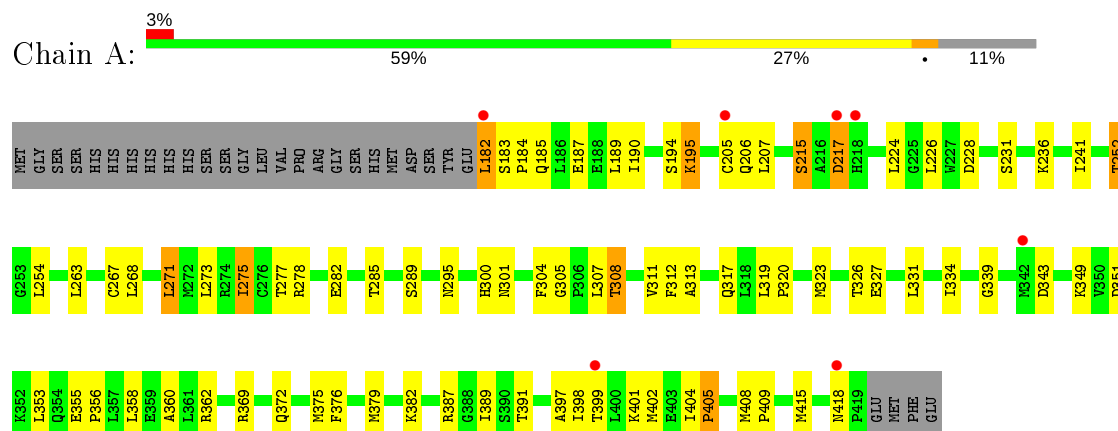 3%
Chain A:
59% 27% • 11%
MET GLY SER SER HIS HIS HIS HIS HIS HIS SER SER GLY LEU VAL PRO ARG GLY SER HIS MET ASP SER TYR GLU L182 S183 P184 Q185 L186 E187 E188 L189 I190 S194 K195 C205 Q206 L207 S215 A216 D217 H218 L224 G225 L226 W227 D228 S231 K236 I241 T252
G253 L254 L263 C267 L268 L271 M272 L273 R274 I275 C276 T277 R278 E282 T285 S289 N295 H300 N301 F304 G305 P306 L307 T308 V311 F312 A313 Q317 L318 L319 P320 M323 T326 E327 L331 I334 G339 M342 D343 K349 V350 D351
K352 L353 Q354 E355 P356 L357 L358 E359 A360 L361 R362 R369 Q372 M375 F376 M379 K382 R387 G388 I389 S390 T391 A397 I398 T399 L400 K401 M402 E403 I404 P405 M408 P409 M415 N418 P419 GLU MET PHE GLU